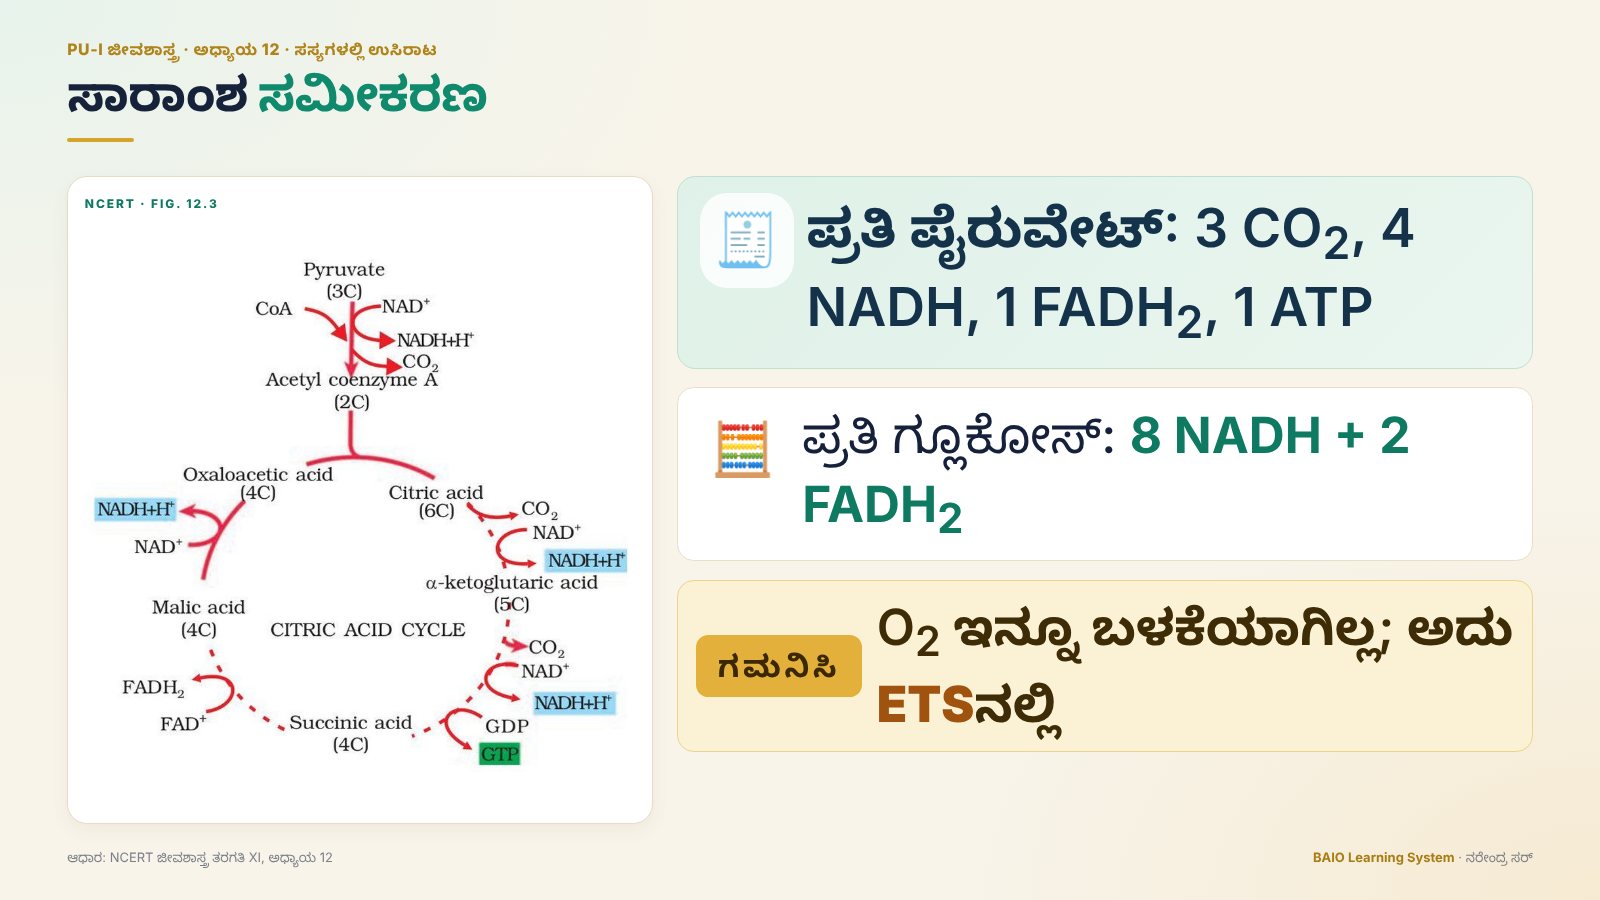 PU-I ಜೀವಶಾಸ್ತ್ರ · ಅಧ್ಯಾಯ 12 · ಸಸ್ಯಗಳಲ್ಲಿ ಉಸಿರಾಟ
ಸಾರಾಂಶ ಸಮೀಕರಣ
NCERT · FIG. 12.3
Pyruvate
(3C)
CoA
NAD⁺
NADH+H⁺
CO₂
Acetyl coenzyme A
(2C)
Oxaloacetic acid
(4C)
Citric acid
(6C)
NADH+H⁺
NAD⁺
CO₂
NAD⁺
NADH+H⁺
α-ketoglutaric acid
(5C)
Malic acid
(4C)
CITRIC ACID CYCLE
CO₂
NAD⁺
NADH+H⁺
FADH₂
FAD⁺
Succinic acid
(4C)
GDP
GTP
ಪ್ರತಿ ಪೈರುವೇಟ್: 3 CO₂, 4
NADH, 1 FADH₂, 1 ATP
ಪ್ರತಿ ಗ್ಲೂಕೋಸ್: 8 NADH + 2
FADH₂
ಗಮನಿಸಿ
O₂ ಇನ್ನೂ ಬಳಕೆಯಾಗಿಲ್ಲ; ಅದು
ETSನಲ್ಲಿ
ಆಧಾರ: NCERT ಜೀವಶಾಸ್ತ್ರ ತರಗತಿ XI, ಅಧ್ಯಾಯ 12
BAIO Learning System · ನರೇಂದ್ರ ಸರ್